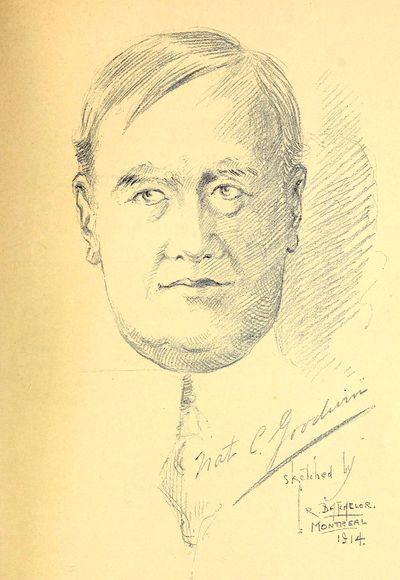 Nat C. Goodwin
sketched by
R. BATCHELOR.
MONTREAL
1914.